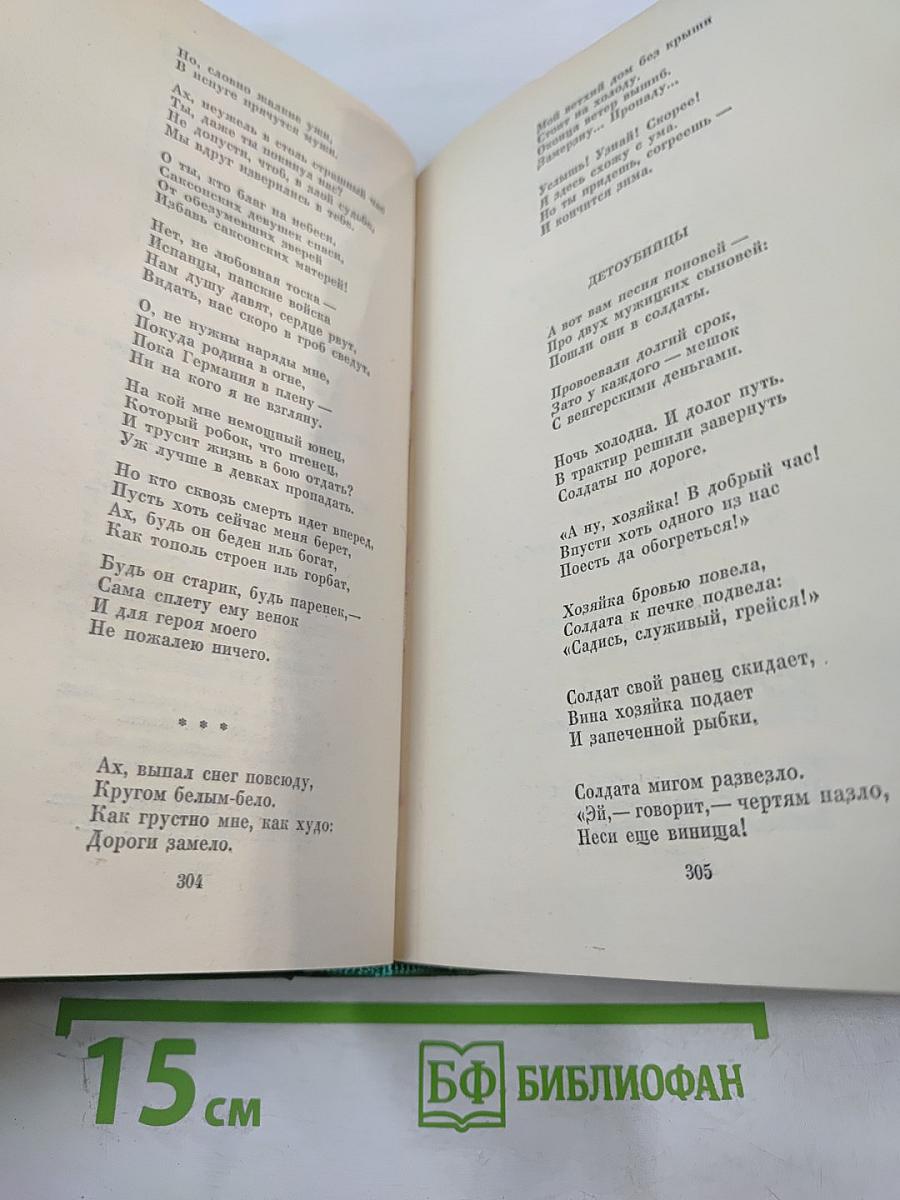 Но, словно жалкие ужи,
В испуге прячутся мужи.
Ах, неужель в столь страшный час
Ты, даже ты покинул нас?
Не допусти, чтоб, в злой судьбе,
Мы вдруг изверились в тебе.
О ты, кто благ на небеси,
Саксонских девушек спаси,
От обезумевших зверей
Избавь саксонских матерей!
Нет, не любовная тоска —
Испанцы, папские войска
Нам душу давят, сердце рвут,
Видать, нас скоро в гроб сведут,
О, не нужны наряды мне,
Покуда родина в огне,
Пока Германия в плену —
Ни на кого я не взгляну.
На кой мне немощный юнец,
Который робок, что птенец,
И трусит жизнь в бою отдать?
Уж лучше в девках пропадать.
Но кто сквозь смерть идет вперед,
Пусть хоть сейчас меня берет,
Ах, будь он беден иль богат,
Как тополь строен иль горбат,
Будь он старик, будь паренек,—
Сама сплету ему венок
И для героя моего
Не пожалею ничего.
* * *
Ах, выпал снег повсюду,
Кругом белым-бело.
Как грустно мне, как худо:
Дороги замело.
304
Мой ветхий дом без крыши
Стоит на холоду.
Оконца ветер вышиб.
Замерзну... Пропаду...
Услышь! Узнай! Скорее!
Я здесь схожу с ума.
Но ты придешь, согреешь —
И кончится зима.
ДЕТОУБИЙЦЫ
А вот вам песня поновей —
Про двух мужицких сыновей:
Пошли они в солдаты.
Провоевали долгий срок,
Зато у каждого — мешок
С венгерскими деньгами.
Ночь холодна. И долог путь.
В трактир решили завернуть
Солдаты по дороге.
«А ну, хозяйка! В добрый час!
Впусти хоть одного из нас
Поесть да обогреться!»
Хозяйка бровью повела,
Солдата к печке подвела:
«Садись, служивый, грейся!»
Солдат свой ранец скидает,
Вина хозяйка подает
И запеченной рыбки,
Солдата мигом развезло.
«Эй,— говорит,— чертям назло,
Неси еще винища!
305
15 см
БФ БИБЛИОФАН